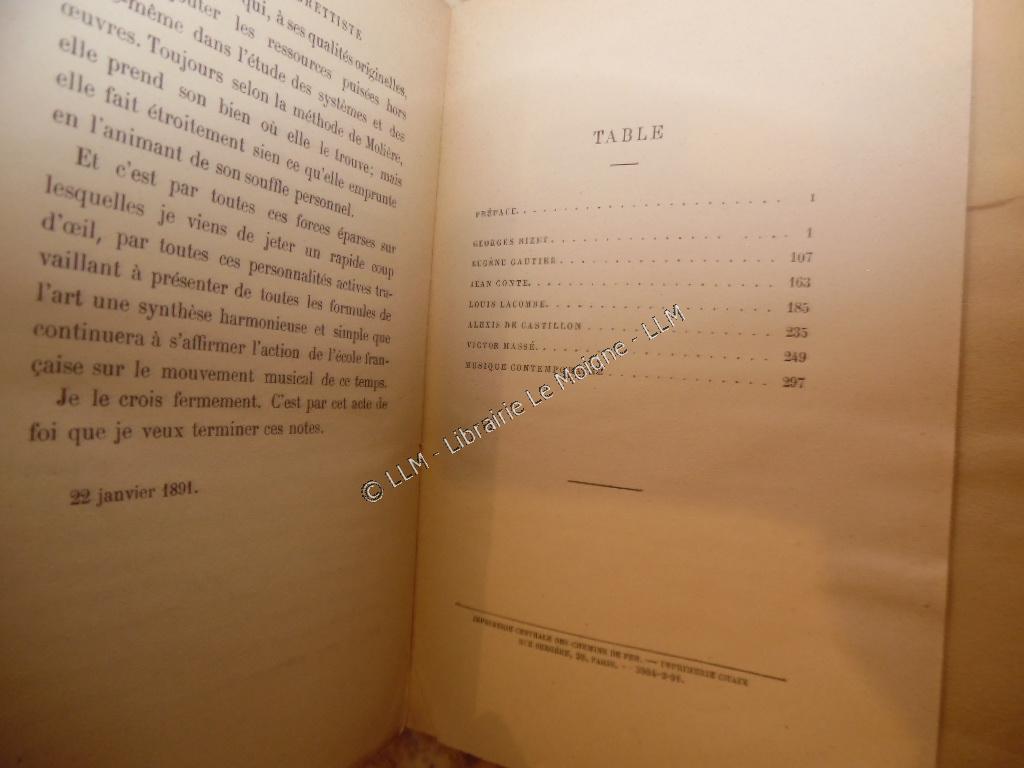 RETTISTE
outer les ressources puisées hors
qui, à ses qualités originelles,
-même dans l'étude des systèmes et des
œuvres. Toujours selon la méthode de Molière,
elle prend son bien où elle le trouve; mais
elle fait étroitement sien ce qu'elle emprunte
en l'animant de son souffle personnel.
Et c'est par toutes ces forces éparses sur
lesquelles je viens de jeter un rapide coup
d'œil, par toutes ces personnalités actives tra-
vaillant à présenter de toutes les formules de
l'art une synthèse harmonieuse et simple que
continuera à s'affirmer l'action de l'école fran-
çaise sur le mouvement musical de ce temps.
Je le crois fermement. C'est par cet acte de
foi que je veux terminer ces notes.
22 janvier 1891.
TABLE
PRÉFACE. 1
GEORGES BIZET. 1
EUGÈNE GAUTIER. 107
JEAN CONTE. 163
LOUIS LACOMBE. 185
ALEXIS DE CASTILLON 235
VICTOR MASSÉ. 249
MUSIQUE CONTEMPO 297
IMPRIMERIE CENTRALE DES CHEMINS DE FER. — IMPRIMERIE CHAIX
RUE BERGÈRE, 20, PARIS. -
© LLM - Librairie Le Moigne - LLM